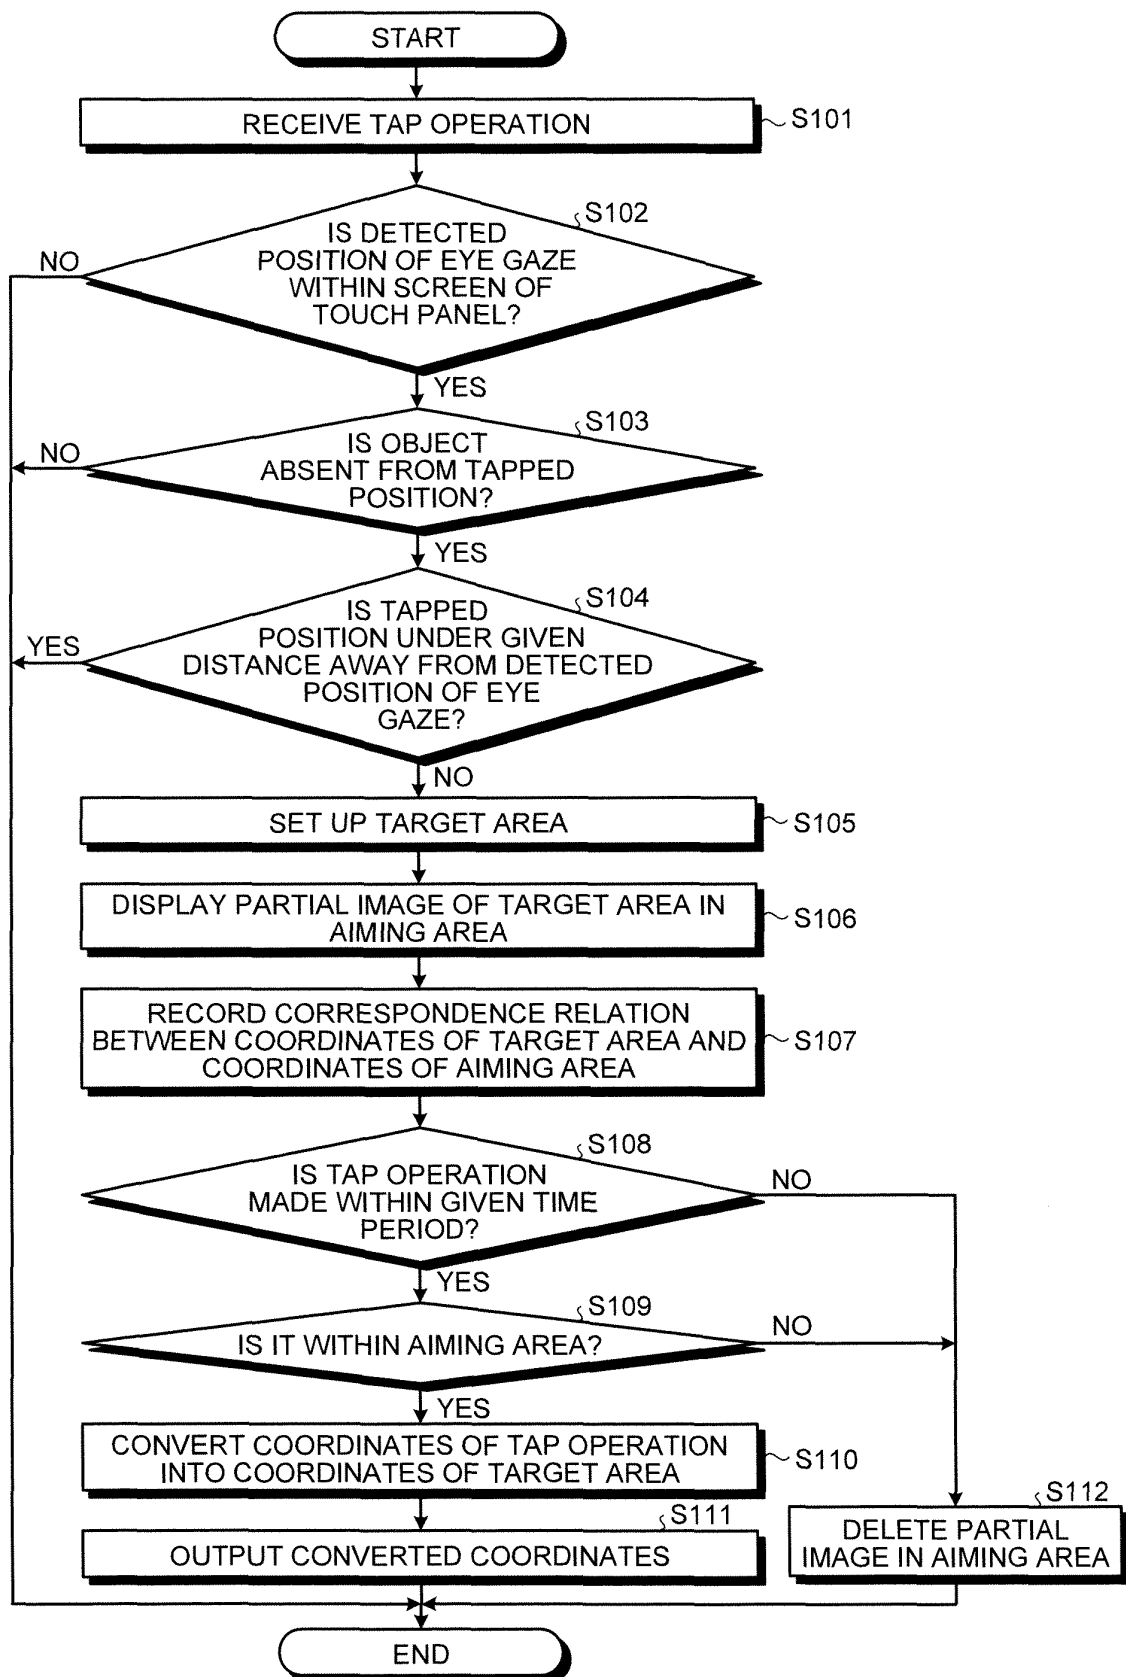 START
RECEIVE TAP OPERATION
S101
S102
IS DETECTED
POSITION OF EYE GAZE
WITHIN SCREEN OF
TOUCH PANEL?
NO
YES
S103
IS OBJECT
ABSENT FROM TAPPED
POSITION?
NO
YES
S104
IS TAPPED
POSITION UNDER GIVEN
DISTANCE AWAY FROM DETECTED
POSITION OF EYE
GAZE?
YES
NO
SET UP TARGET AREA
S105
DISPLAY PARTIAL IMAGE OF TARGET AREA IN
AIMING AREA
S106
RECORD CORRESPONDENCE RELATION
BETWEEN COORDINATES OF TARGET AREA AND
COORDINATES OF AIMING AREA
S107
S108
IS TAP OPERATION
MADE WITHIN GIVEN TIME
PERIOD?
NO
YES
S109
IS IT WITHIN AIMING AREA?
NO
YES
CONVERT COORDINATES OF TAP OPERATION
INTO COORDINATES OF TARGET AREA
S110
S111
OUTPUT CONVERTED COORDINATES
S112
DELETE PARTIAL
IMAGE IN AIMING AREA
END